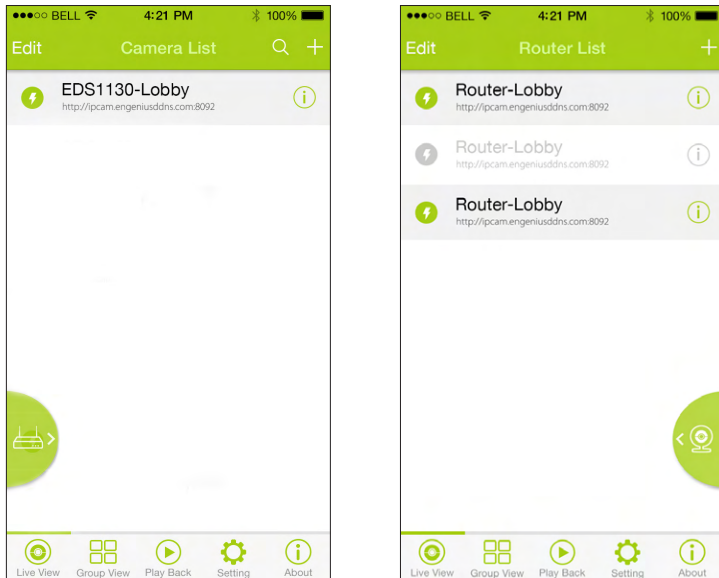 BELL 4:21 PM 100%
Edit Camera List
EDS1130-Lobby
http://ipcam.engeniusddns.com:8092
Live View Group View Play Back Setting About
BELL 4:21 PM 100%
Edit Router List
Router-Lobby
http://ipcam.engeniusddns.com:8092
Router-Lobby
http://ipcam.engeniusddns.com:8092
Router-Lobby
http://ipcam.engeniusddns.com:8092
Live View Group View Play Back Setting About